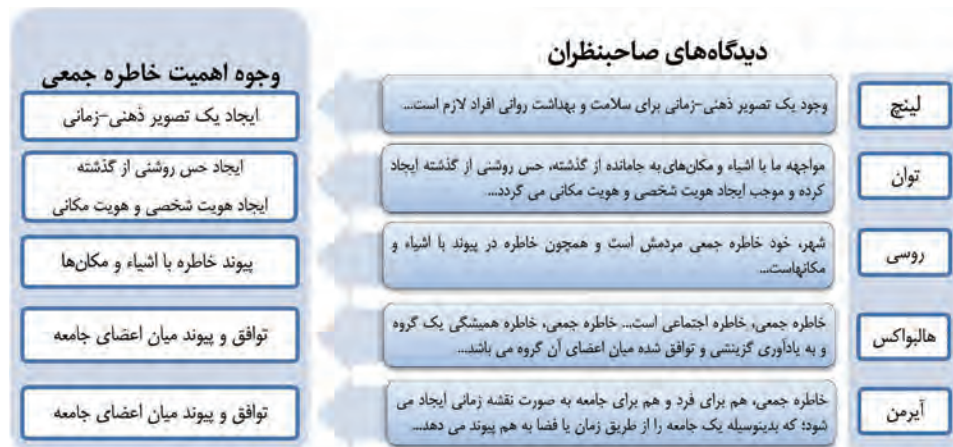 دیدگاه‌های صاحبنظران
وجوه اهمیت خاطره جمعی
لینچ
وجود یک تصویر ذهنی-زمانی برای سلامت و بهداشت روانی افراد لازم است...
ایجاد یک تصویر ذهنی-زمانی
توان
مواجهه ما با اشیاء و مکان‌های به جامانده از گذشته، حس روشنی از گذشته ایجاد
کرده و موجب ایجاد هویت شخصی و هویت مکانی می گردد...
ایجاد حس روشنی از گذشته
ایجاد هویت شخصی و هویت مکانی
روسی
شهر، خود خاطره جمعی مردمش است و همچون خاطره در پیوند با اشیاء و
مکانهاست...
پیوند خاطره با اشیاء و مکان‌ها
هالبواکس
خاطره جمعی، خاطره اجتماعی است... خاطره جمعی، خاطره همیشگی یک گروه
و به یادآوری گزینشی و توافق شده میان اعضای آن گروه می باشد...
توافق و پیوند میان اعضای جامعه
آیرمن
خاطره جمعی، هم برای فرد و هم برای جامعه به صورت نقشه زمانی ایجاد می
شود؛ که بدینوسیله یک جامعه را از طریق زمان یا فضا به هم پیوند می دهد...
توافق و پیوند میان اعضای جامعه